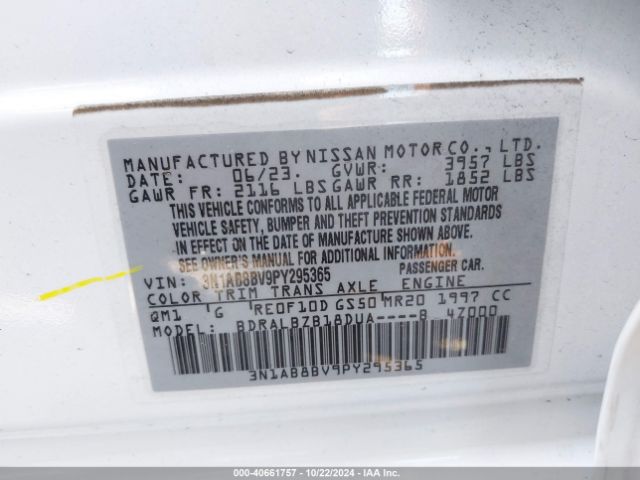 MANUFACTURED BY NISSAN MOTOR CO., LTD.
DATE: 06/23. GVWR: 3957 LBS
GAWR FR: 2116 LBS GAWR RR: 1852 LBS
THIS VEHICLE CONFORMS TO ALL APPLICABLE FEDERAL MOTOR
VEHICLE SAFETY, BUMPER AND THEFT PREVENTION STANDARDS
IN EFFECT ON THE DATE OF MANUFACTURE SHOWN ABOVE.
SEE OWNER'S MANUAL FOR ADDITIONAL INFORMATION.
VIN: 3N1AB8BV9PY295365 PASSENGER CAR.
COLOR TRIM TRANS AXLE ENGINE
QM1 G RE0F10D GS50 MR20 1997 CC
MODEL: BDRALBZB18DUA----B 47000
3N1AB8BV9PY295365
000-40661757 - 10/22/2024 - © IAA Holdings, LLC